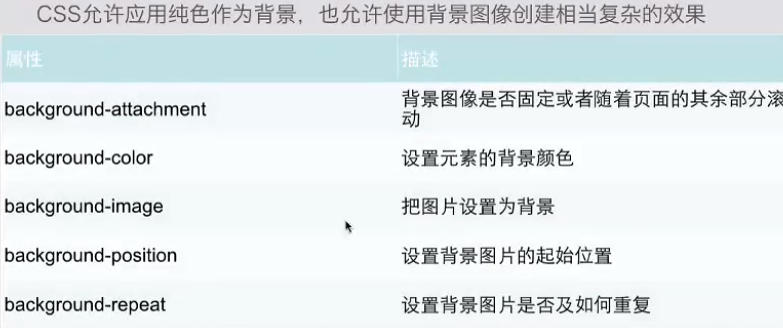 CSS允许应用纯色作为背景，也允许使用背景图像创建相当复杂的效果
属性 描述
background-attachment 背景图像是否固定或者随着页面的其余部分滚
动
background-color 设置元素的背景颜色
background-image 把图片设置为背景
background-position 设置背景图片的起始位置
background-repeat 设置背景图片是否及如何重复